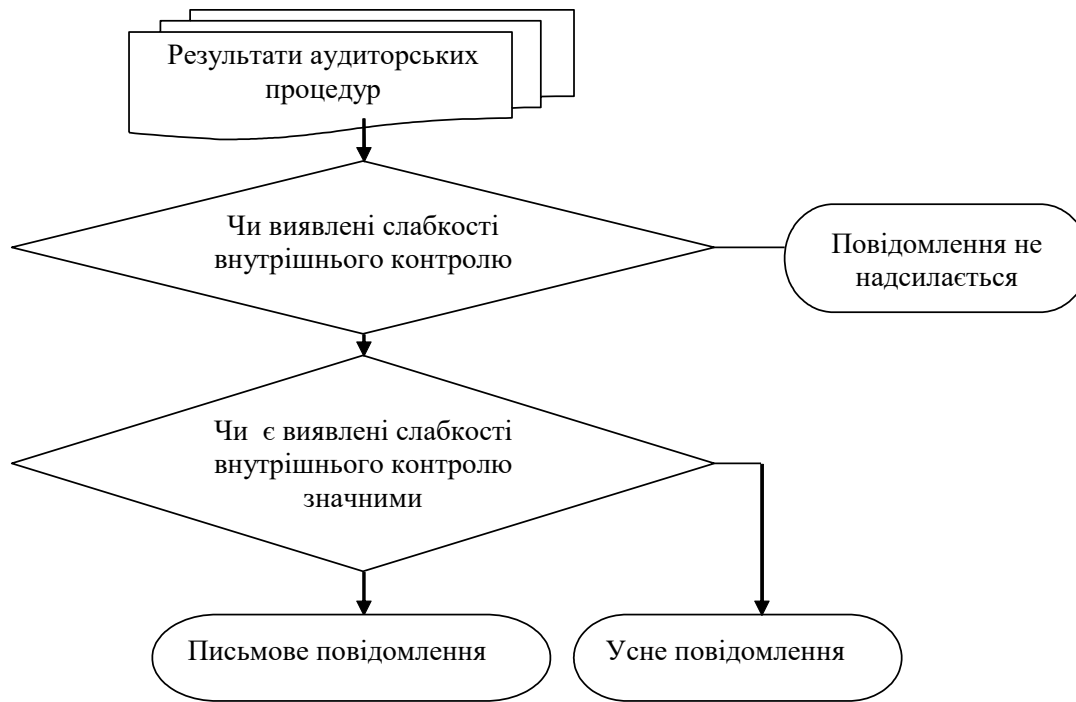 Результати аудиторських
процедур
Чи виявлені слабкості
внутрішнього контролю
Повідомлення не
надсилається
Чи є виявлені слабкості
внутрішнього контролю
значними
Письмове повідомлення
Усне повідомлення